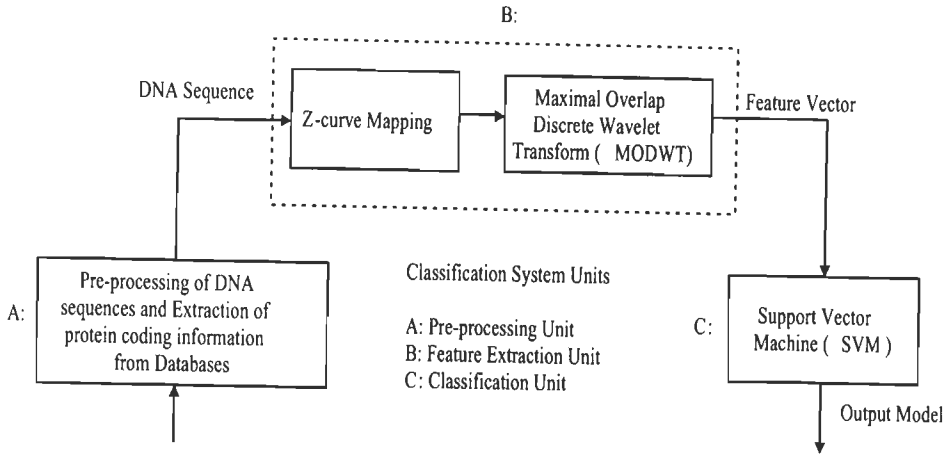 B:
DNA Sequence
Z-curve Mapping
Maximal Overlap
Discrete Wavelet
Transform ( MODWT)
Feature Vector
A:
Pre-processing of DNA
sequences and Extraction of
protein coding information
from Databases
Classification System Units
A: Pre-processing Unit
B: Feature Extraction Unit
C: Classification Unit
C:
Support Vector
Machine ( SVM )
Output Model